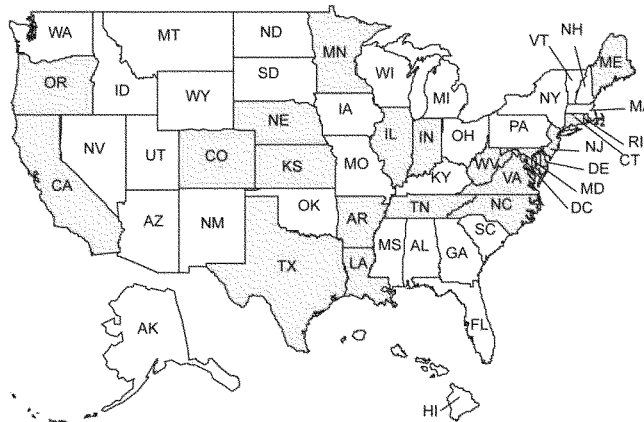 WA
MT
ND
MN
VT
NH
ME
OR
ID
SD
WI
MI
NY
MA
WY
IA
NE
PA
RI
CT
NJ
NV
UT
CO
IL
IN
OH
DE
MD
DC
CA
KS
MO
KY
WV
VA
AZ
NM
OK
AR
TN
NC
SC
TX
LA
MS
AL
GA
FL
AK
HI